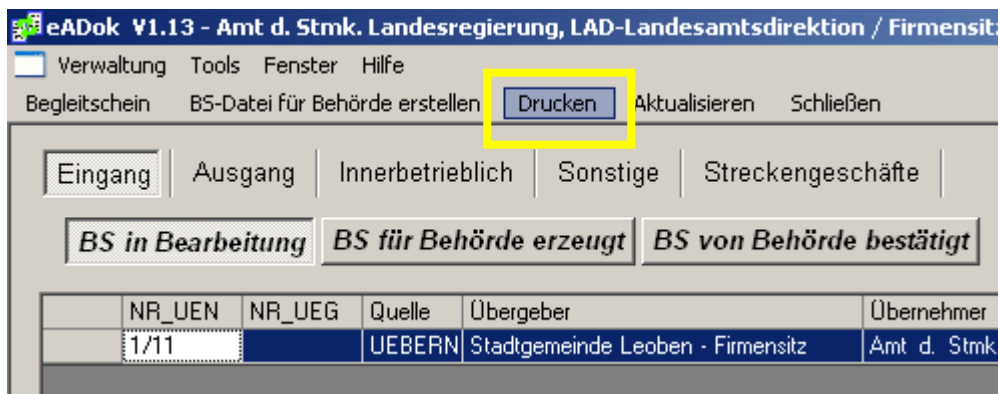 eADok V1.13 - Amt d. Stmk. Landesregierung, LAD-Landesamtsdirektion / Firmensitz
Verwaltung Tools Fenster Hilfe
Begleitschein BS-Datei für Behörde erstellen Drucken Aktualisieren Schließen
Eingang Ausgang Innerbetrieblich Sonstige Streckengeschäfte
BS in Bearbeitung BS für Behörde erzeugt BS von Behörde bestätigt
NR_UEN NR_UEG Quelle Übergeber Übernehmer
1/11 UEBERN Stadtgemeinde Leoben - Firmensitz Amt d. Stmk.